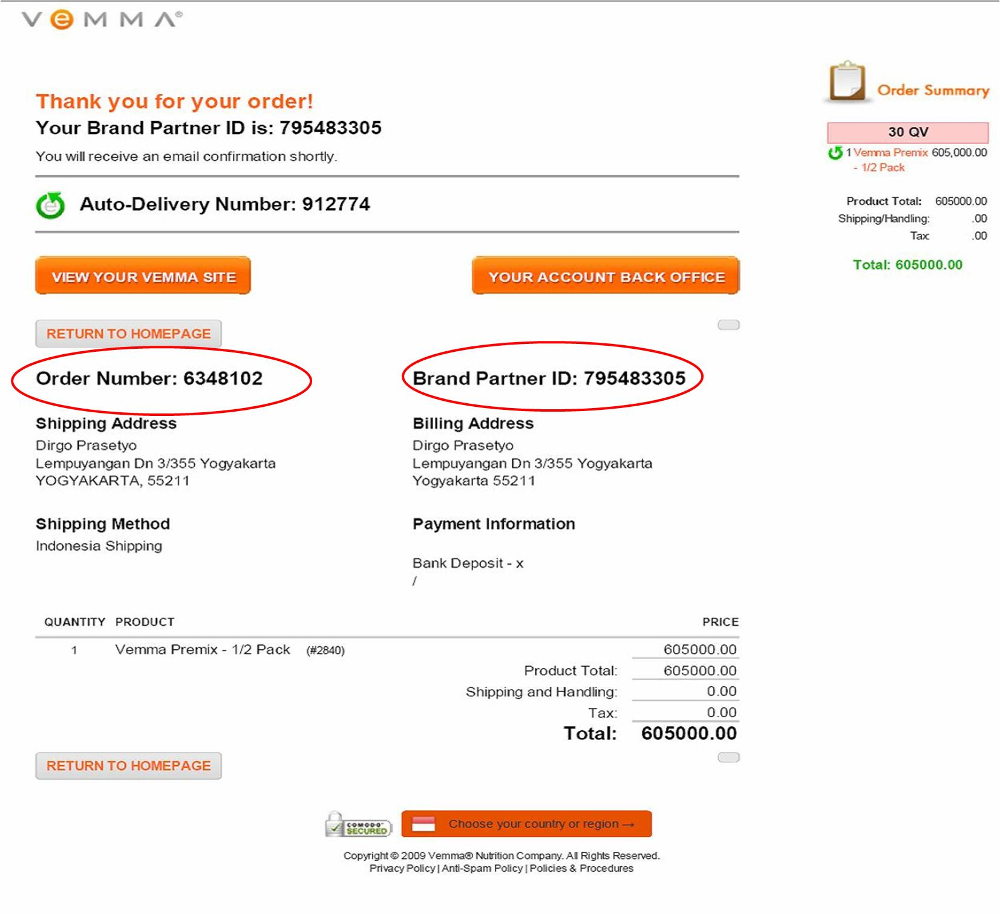 VeMMA®
Order Summary
Thank you for your order!
Your Brand Partner ID is: 795483305
You will receive an email confirmation shortly.
30 QV
1 Vemma Premix 605,000.00
- 1/2 Pack
Auto-Delivery Number: 912774
Product Total: 605000.00
Shipping/Handling: .00
Tax: .00
Total: 605000.00
VIEW YOUR VEMMA SITE
YOUR ACCOUNT BACK OFFICE
RETURN TO HOMEPAGE
Order Number: 6348102
Brand Partner ID: 795483305
Shipping Address
Dirgo Prasetyo
Lempuyangan Dn 3/355 Yogyakarta
YOGYAKARTA, 55211
Billing Address
Dirgo Prasetyo
Lempuyangan Dn 3/355 Yogyakarta
Yogyakarta 55211
Shipping Method
Indonesia Shipping
Payment Information
Bank Deposit - x
/
QUANTITY PRODUCT PRICE
1 Vemma Premix - 1/2 Pack (#2840) 605000.00
Product Total: 605000.00
Shipping and Handling: 0.00
Tax: 0.00
Total: 605000.00
RETURN TO HOMEPAGE
COMODO™
SECURED
Choose your country or region →
Copyright © 2009 Vemma® Nutrition Company. All Rights Reserved.
Privacy Policy | Anti-Spam Policy | Policies & Procedures